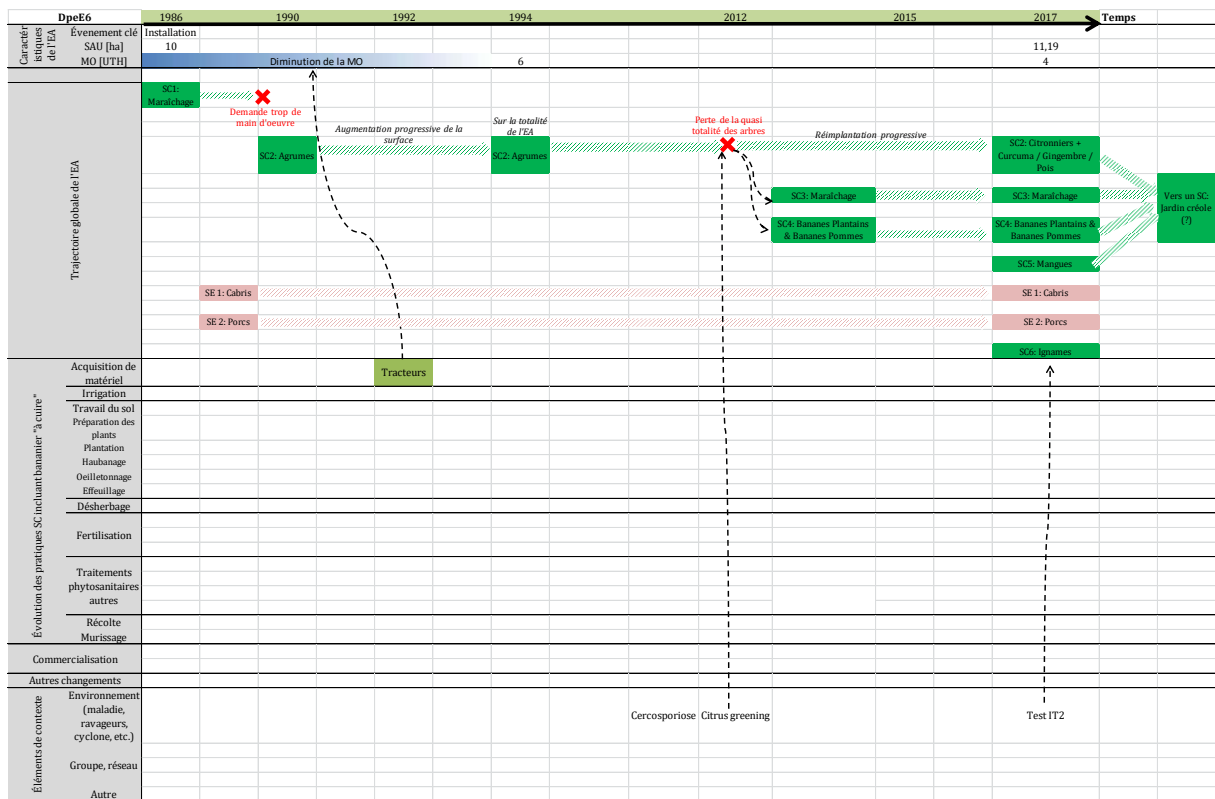 DpeE6 1986 1990 1992 1994 2012 2015 2017 Temps
Caractér
istiques
de l'EA
Évenement clé Installation
SAU [ha] 10 11,19
MO [UTH] Diminution de la MO 6 4
Trajectoire globale de l'EA
SC1:
Maraîchage
Demande trop de
main d'oeuvre
SC2: Agrumes
Augmentation progressive de la
surface
Sur la totalité
de l'EA
SC2: Agrumes
Perte de la quasi
totalité des arbres
Réimplantation progressive
SC2: Citronniers +
Curcuma / Gingembre /
Pois
SC3: Maraîchage
SC3: Maraîchage
Vers un SC:
Jardin créole
(?)
SC4: Bananes Plantains
& Bananes Pommes
SC4: Bananes Plantains &
Bananes Pommes
SC5: Mangues
SE 1: Cabris
SE 1: Cabris
SE 2: Porcs
SE 2: Porcs
SC6: Ignames
Évolution des pratiques SC incluant bananier "à cuire"
Acquisition de
matériel
Tracteurs
Irrigation
Travail du sol
Préparation des
plants
Plantation
Haubanage
Oeilletonnage
Effeuillage
Désherbage
Fertilisation
Traitements
phytosanitaires
autres
Récolte
Murissage
Commercialisation
Autres changements
Éléments de contexte
Environnement
(maladie,
ravageurs,
cyclone, etc.)
Cercosporiose Citrus greening
Test IT2
Groupe, réseau
Autre